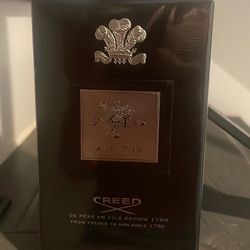 AVENTUS
CREED
DE PÈRE EN FILS DEPUIS 1760
FROM FATHER TO SON SINCE 1760